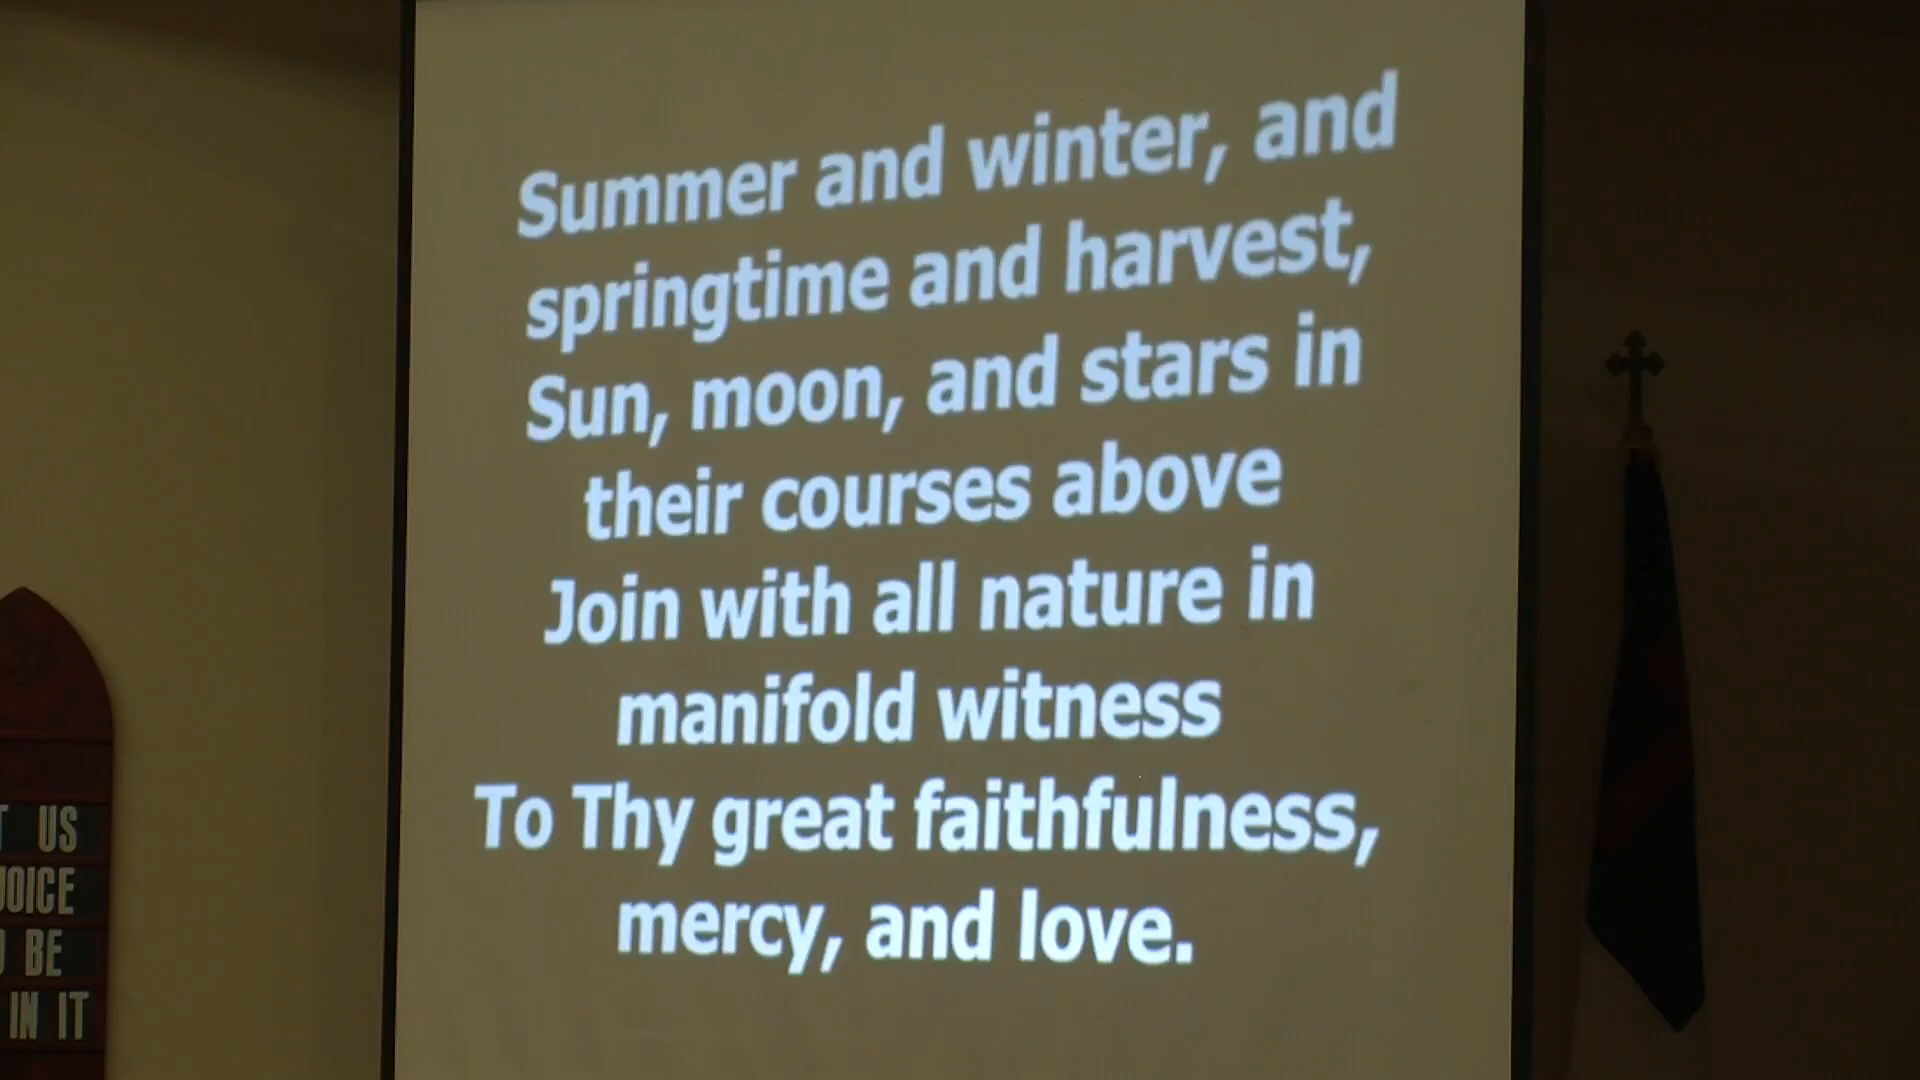 Summer and winter, and
springtime and harvest,
Sun, moon, and stars in
their courses above
Join with all nature in
manifold witness
To Thy great faithfulness,
mercy, and love.
US
BE
IN IT